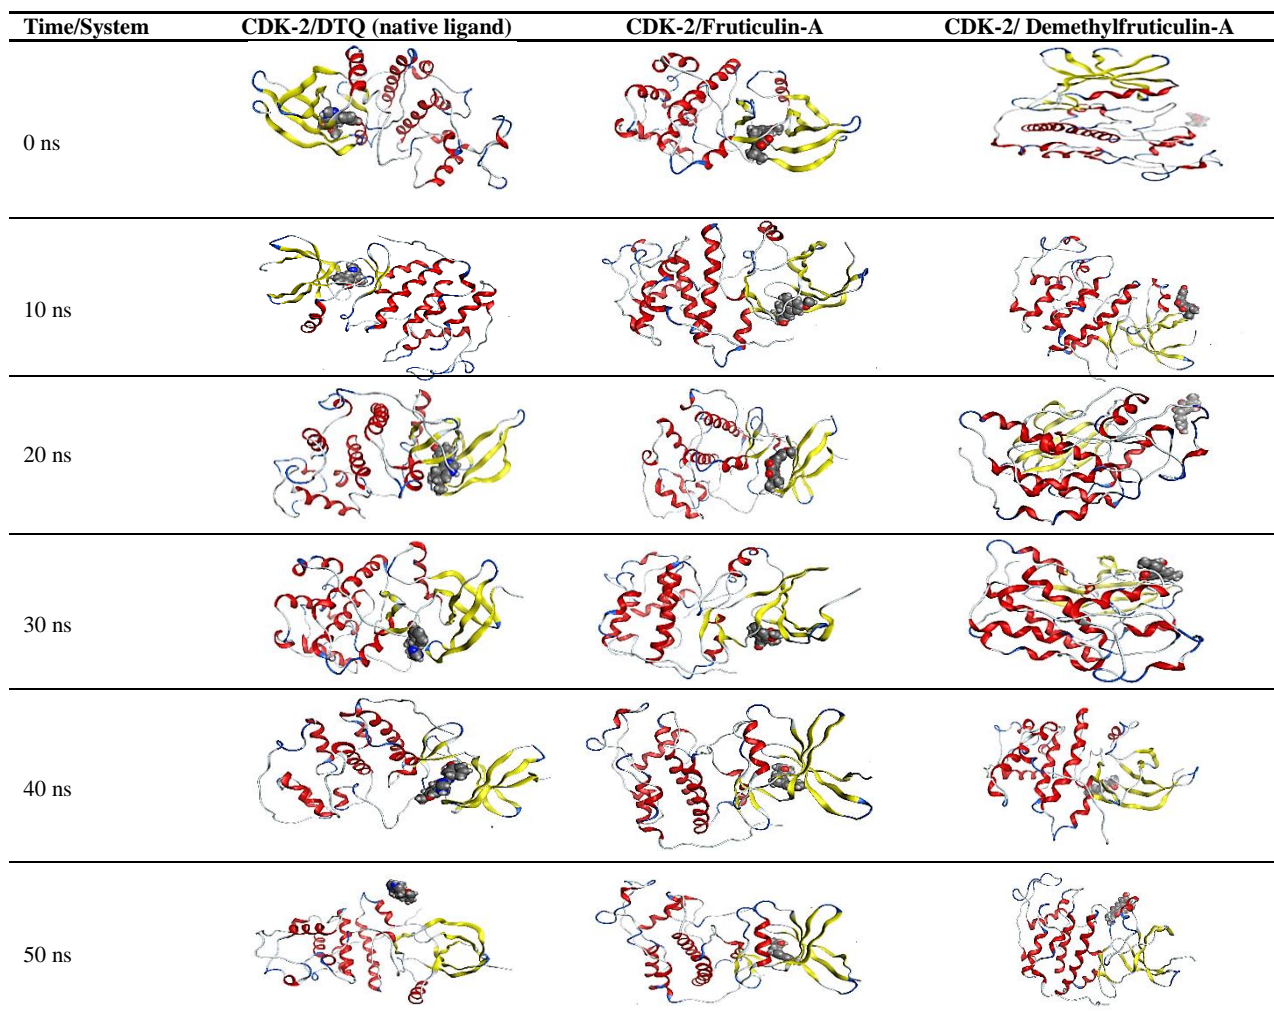 Time/System CDK-2/DTQ (native ligand) CDK-2/Fruticulin-A CDK-2/ Demethylfruticulin-A
0 ns
10 ns
20 ns
30 ns
40 ns
50 ns